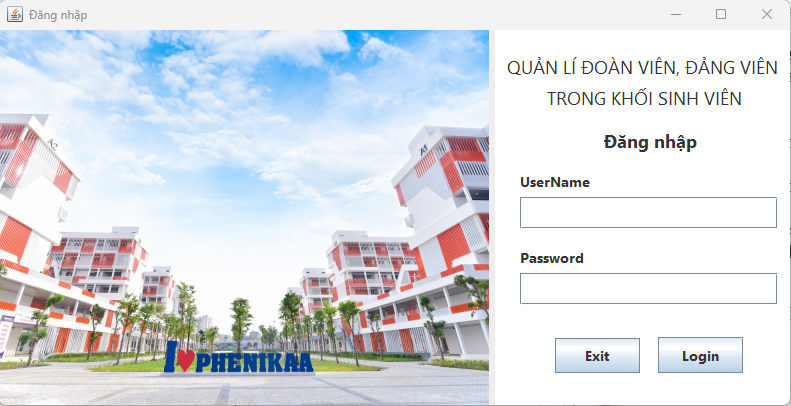 Đăng nhập
A2
A1
I♥PHENIKAA
QUẢN LÍ ĐOÀN VIÊN, ĐẢNG VIÊN
TRONG KHỐI SINH VIÊN
Đăng nhập
UserName
Password
Exit
Login